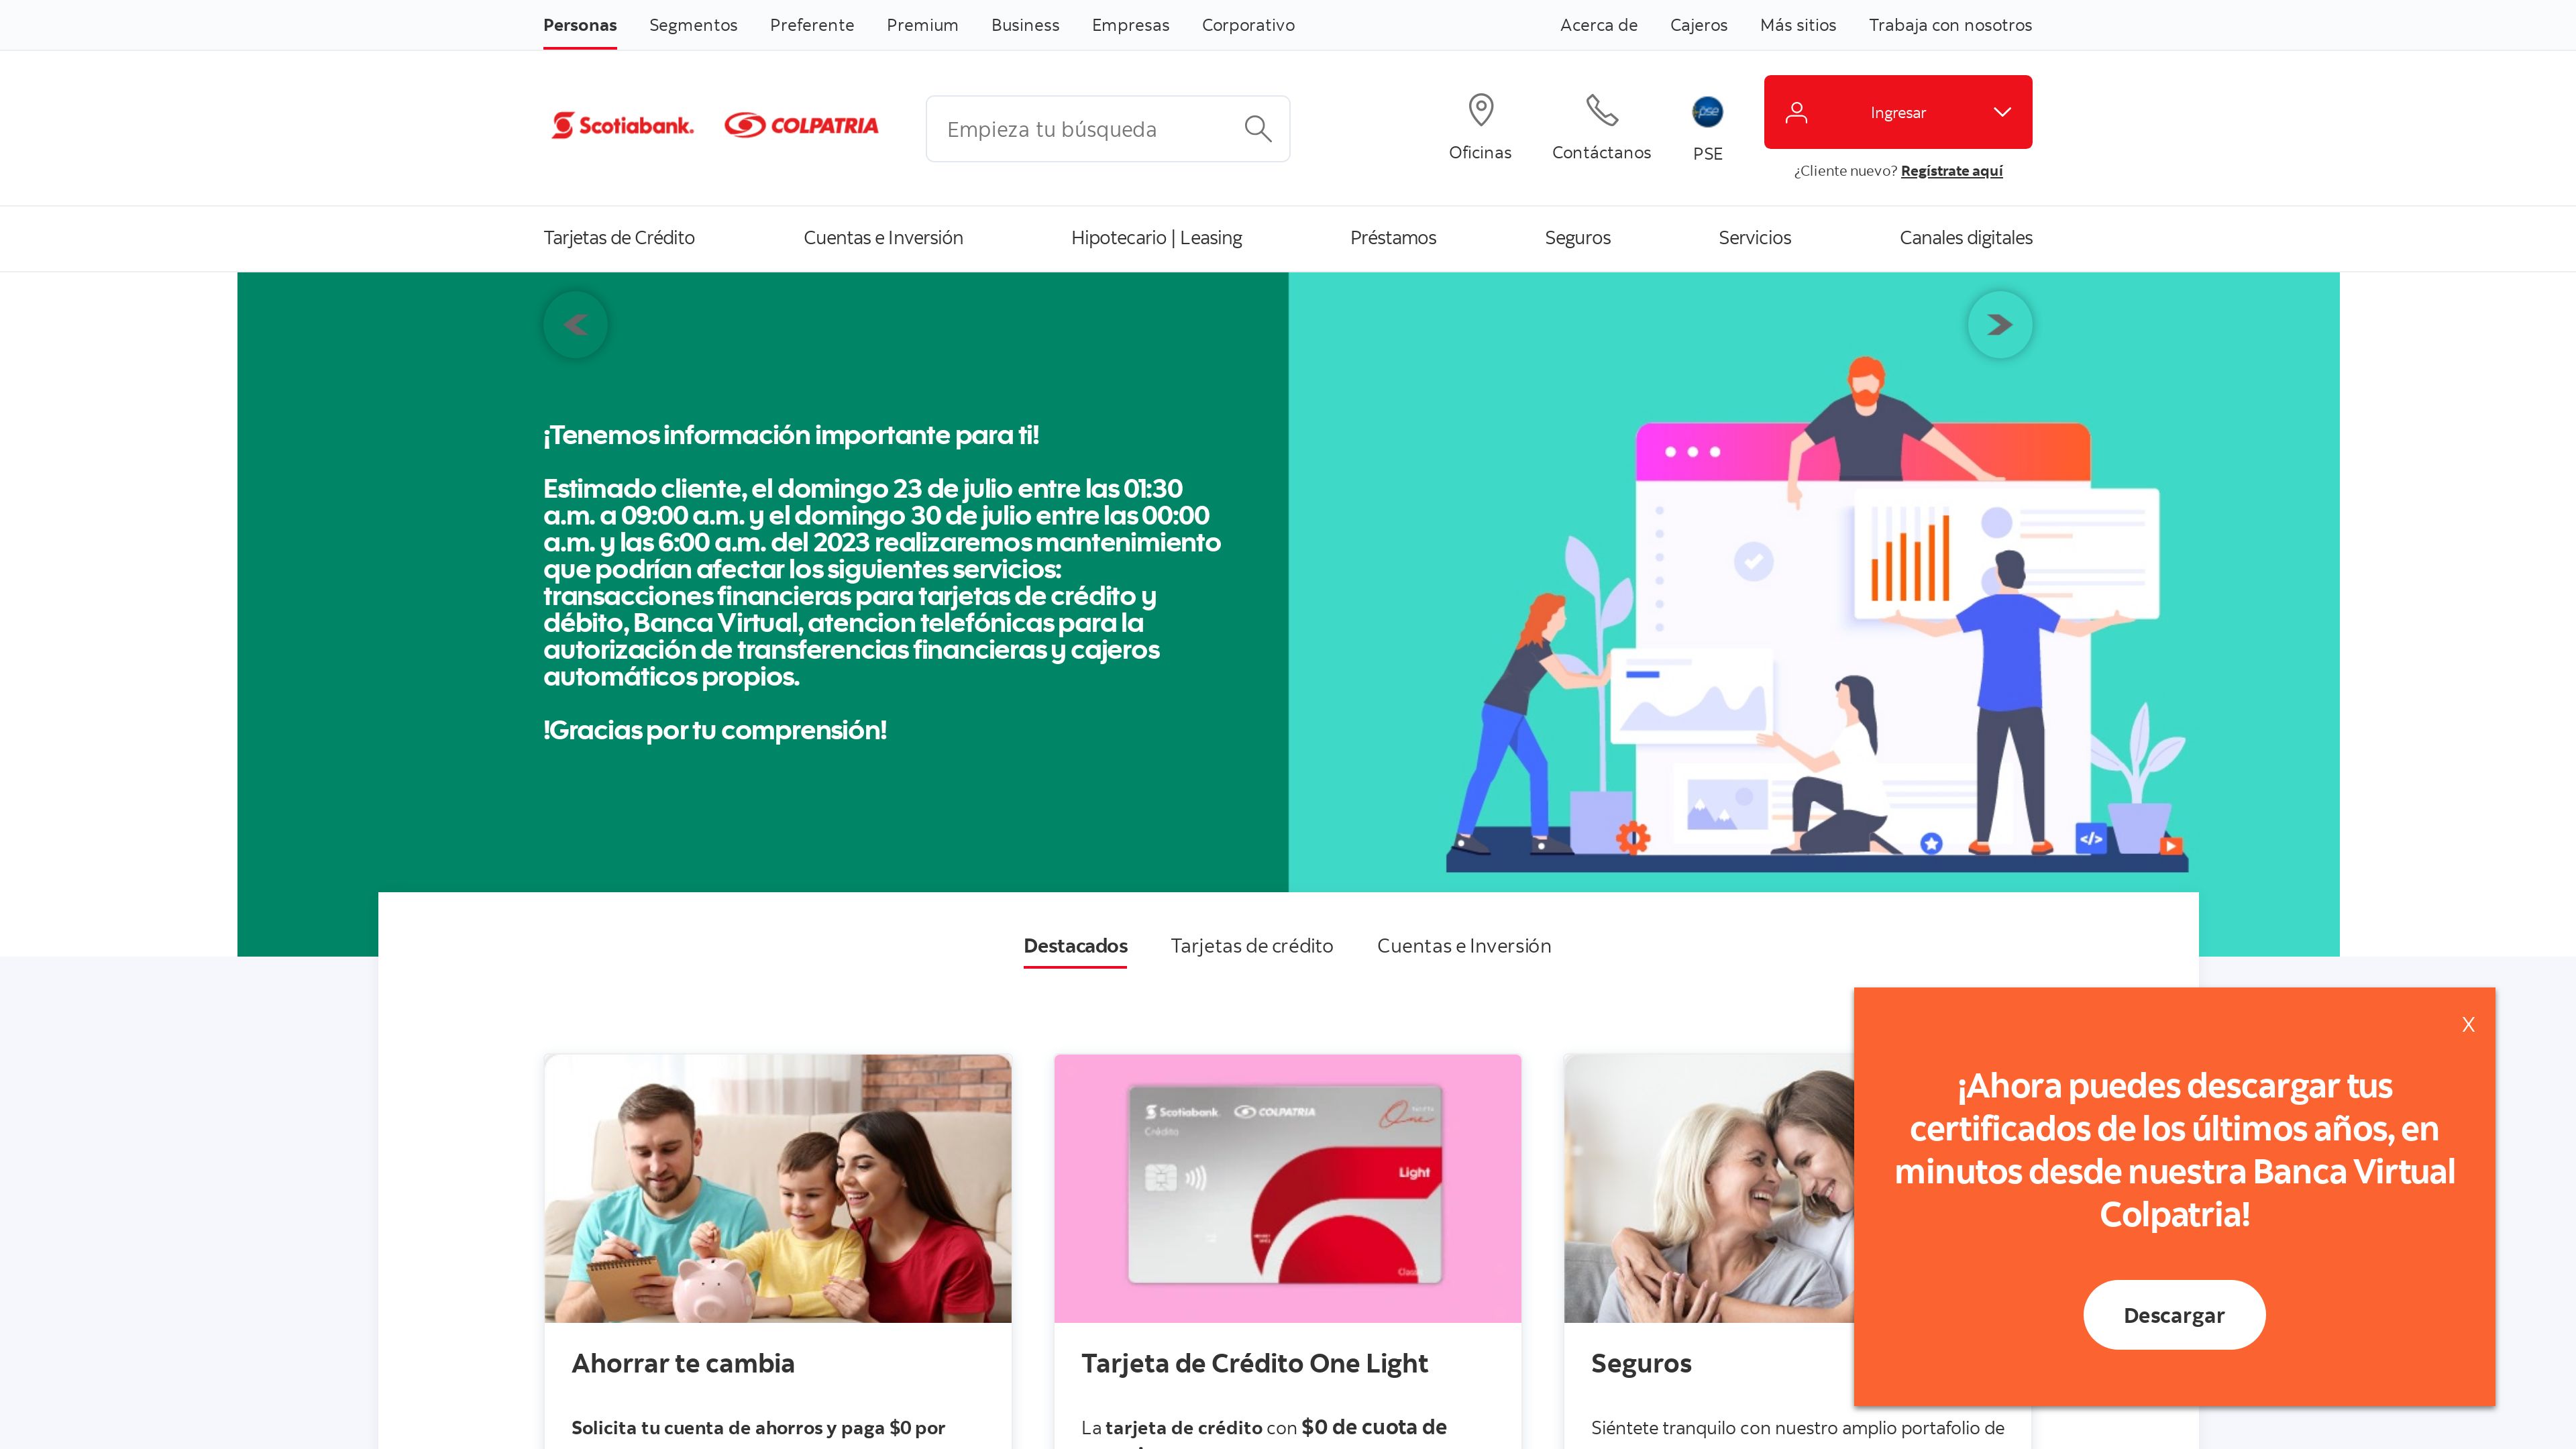 Personas Segmentos Preferente Premium Business Empresas Corporativo Acerca de Cajeros Más sitios Trabaja con nosotros
Scotiabank. COLPATRIA
Empieza tu búsqueda
Oficinas
Contáctanos
pse
PSE
Ingresar
¿Cliente nuevo? Regístrate aquí
Tarjetas de Crédito Cuentas e Inversión Hipotecario | Leasing Préstamos Seguros Servicios Canales digitales
¡Tenemos información importante para ti!
Estimado cliente, el domingo 23 de julio entre las 01:30
a.m. a 09:00 a.m. y el domingo 30 de julio entre las 00:00
a.m. y las 6:00 a.m. del 2023 realizaremos mantenimiento
que podrían afectar los siguientes servicios:
transacciones financieras para tarjetas de crédito y
débito, Banca Virtual, atencion telefónicas para la
autorización de transferencias financieras y cajeros
automáticos propios.
!Gracias por tu comprensión!
</>
Destacados Tarjetas de crédito Cuentas e Inversión
Scotiabank. COLPATRIA One
Crédito
Light
Ahorrar te cambia
Solicita tu cuenta de ahorros y paga $0 por
Tarjeta de Crédito One Light
La tarjeta de crédito con $0 de cuota de
Seguros
Siéntete tranquilo con nuestro amplio portafolio de
X
¡Ahora puedes descargar tus
certificados de los últimos años, en
minutos desde nuestra Banca Virtual
Colpatria!
Descargar